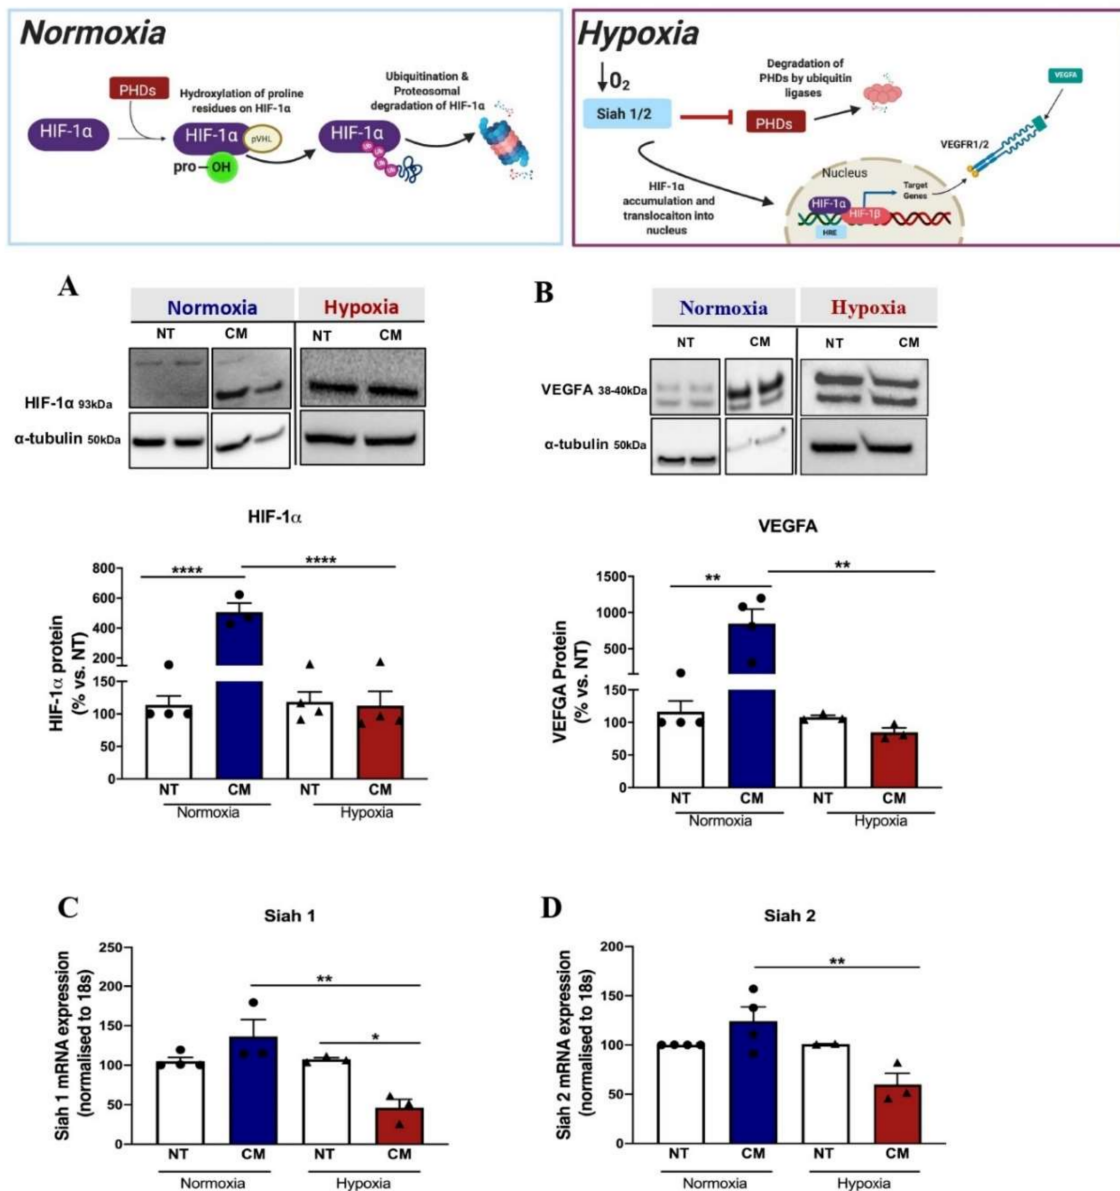 Normoxia
PHDs
Hydroxylation of proline
residues on HIF-1α
HIF-1α
HIF-1α
pVHL
pro
OH
Ubiquitination &
Proteosomal
degradation of HIF-1α
HIF-1α
Ub
Ub
Ub
Hypoxia
↓O₂
Siah 1/2
PHDs
Degradation of
PHDs by ubiquitin
ligases
HIF-1α
accumulation and
translocaiton into
nucleus
Nucleus
HIF-1α
HIF-1β
HRE
Target
Genes
VEGFR1/2
VEGFA
A
Normoxia Hypoxia
NT CM NT CM
HIF-1α 93kDa
α-tubulin 50kDa
HIF-1α
**** ****
HIF-1α protein
(% vs. NT)
800
600
400
200
150
100
50
0
NT CM NT CM
Normoxia Hypoxia
B
Normoxia Hypoxia
NT CM NT CM
VEGFA 38-40kDa
α-tubulin 50kDa
VEGFA
** **
VEFGA Protein
(% vs. NT)
1500
1000
500
150
100
50
0
NT CM NT CM
Normoxia Hypoxia
C
Siah 1
**
*
Siah 1 mRNA expression
(normalised to 18s)
250
200
150
100
50
0
NT CM NT CM
Normoxia Hypoxia
D
Siah 2
**
Siah 2 mRNA expression
(normalised to 18s)
200
150
100
50
0
NT CM NT CM
Normoxia Hypoxia